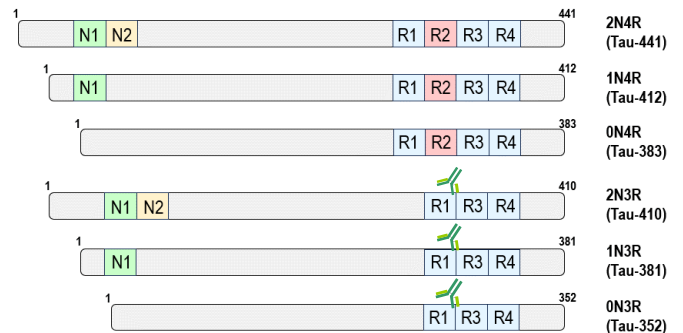 1 441 2N4R
N1 N2 R1 R2 R3 R4 (Tau-441)
1 412 1N4R
N1 R1 R2 R3 R4 (Tau-412)
1 383 0N4R
R1 R2 R3 R4 (Tau-383)
1 410 2N3R
N1 N2 R1 R3 R4 (Tau-410)
1 381 1N3R
N1 R1 R3 R4 (Tau-381)
1 352 0N3R
R1 R3 R4 (Tau-352)